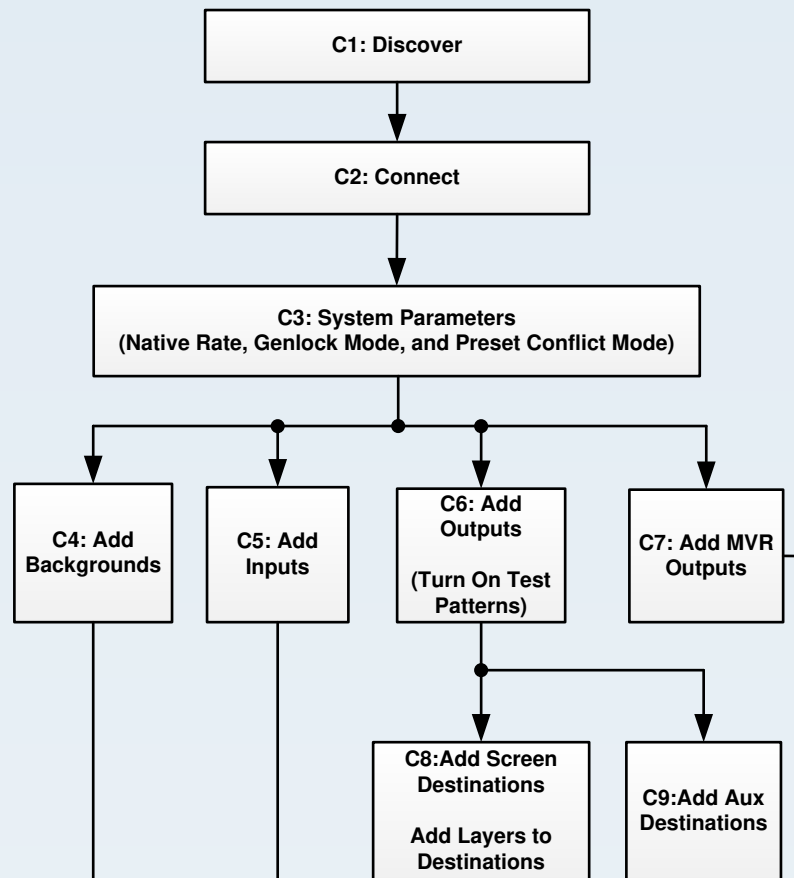 C1: Discover
C2: Connect
C3: System Parameters
(Native Rate, Genlock Mode, and Preset Conflict Mode)
C4: Add
Backgrounds
C5: Add
Inputs
C6: Add
Outputs
(Turn On Test
Patterns)
C7: Add MVR
Outputs
C8:Add Screen
Destinations
Add Layers to
Destinations
C9:Add Aux
Destinations